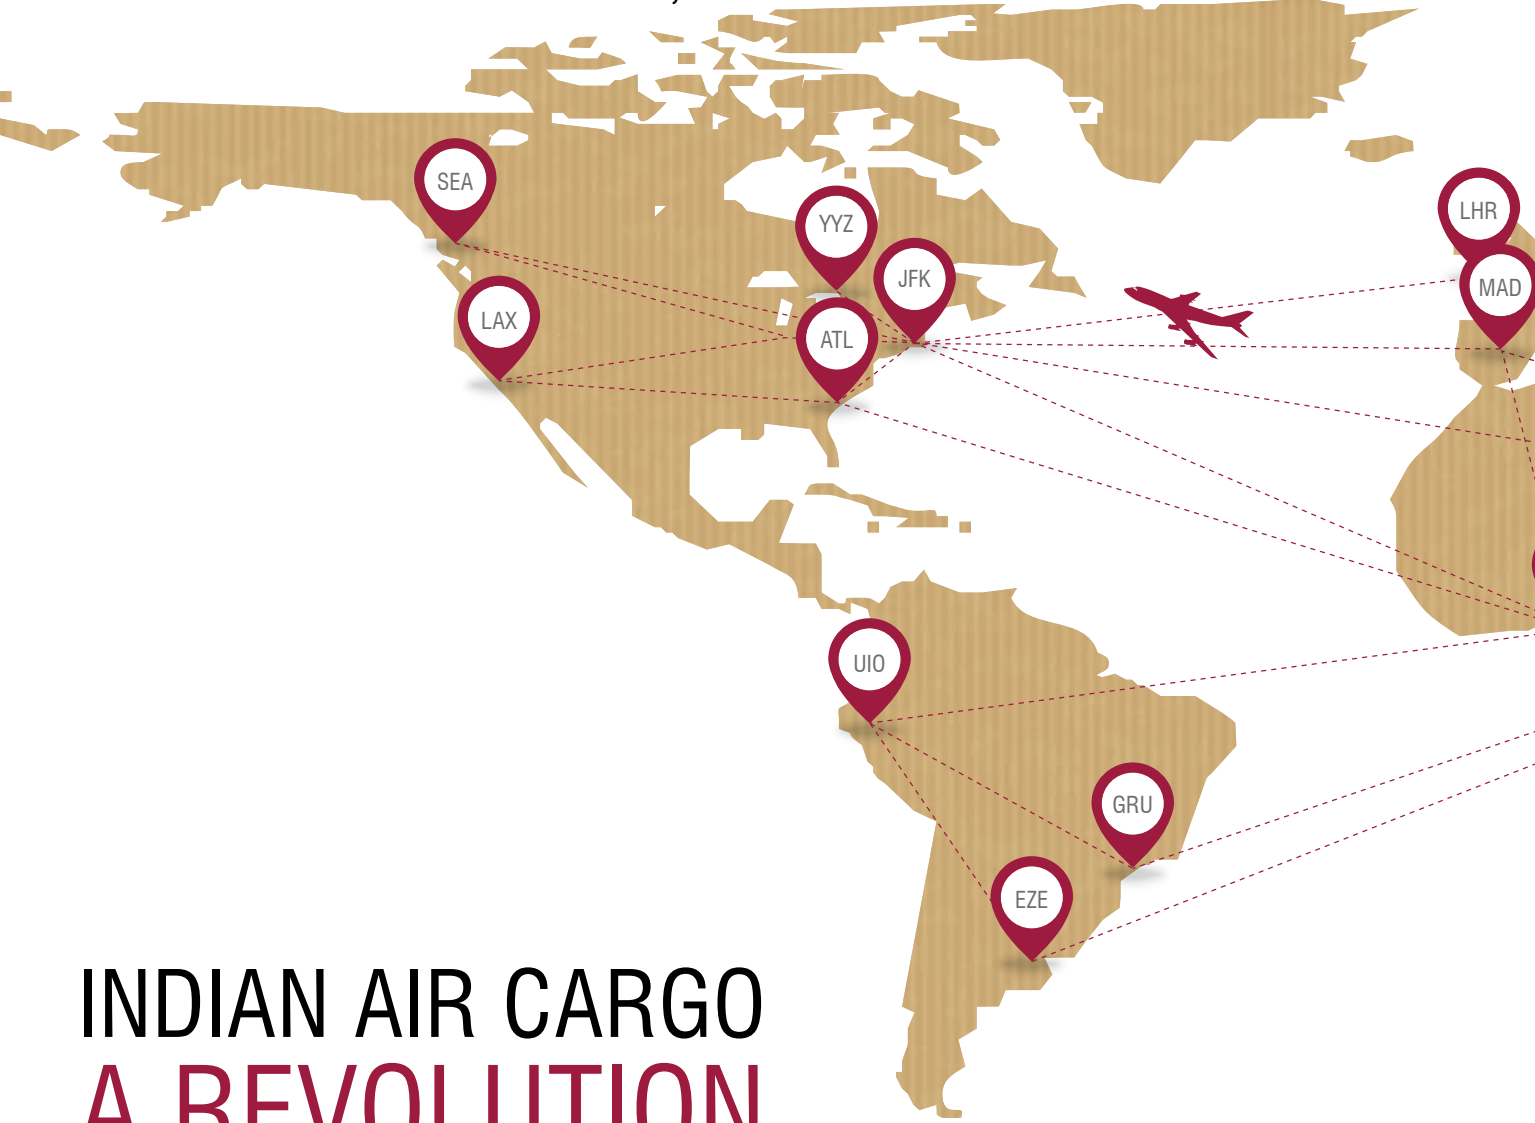 SEA
YYZ
LHR
JFK
MAD
LAX
ATL
UIO
GRU
EZE
INDIAN AIR CARGO
A REVOLUTION